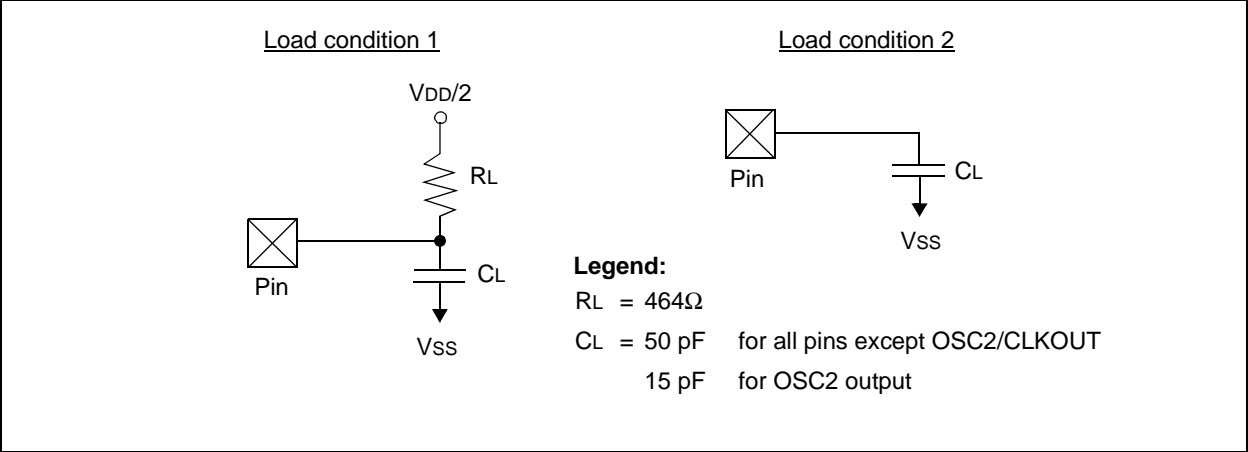 Load condition 1
VDD/2
RL
Pin
CL
VSS
Load condition 2
Pin
CL
VSS
Legend:
RL = 464Ω
CL = 50 pF for all pins except OSC2/CLKOUT
15 pF for OSC2 output